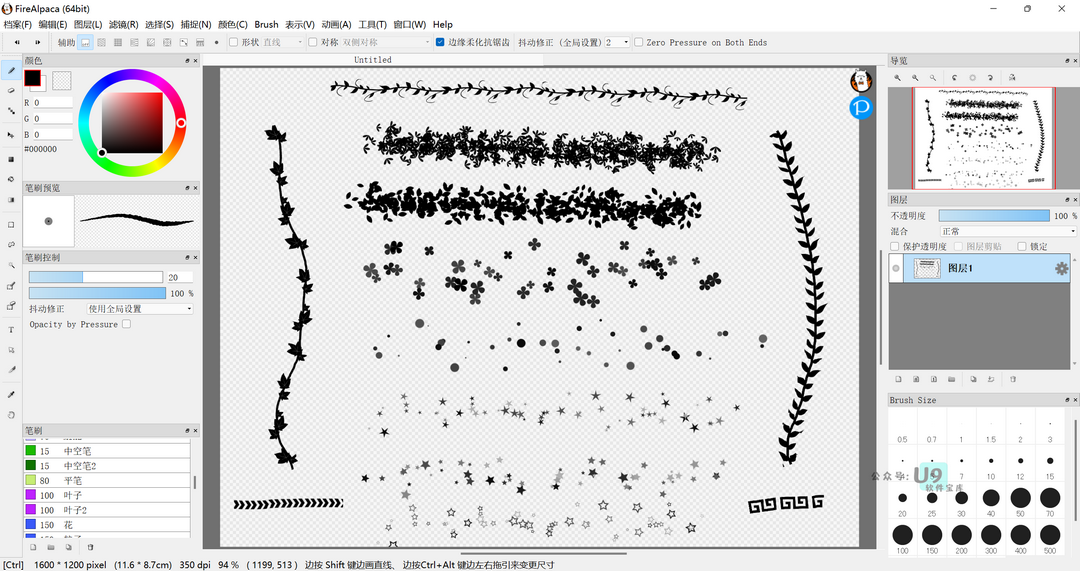 FireAlpaca (64bit)
档案(F) 编辑(E) 图层(L) 滤镜(R) 选择(S) 捕捉(N) 颜色(C) Brush 表示(V) 动画(A) 工具(T) 窗口(W) Help
辅助 形状 直线 对称 双侧对称 边缘柔化抗锯齿 抖动修正 (全局设置) 2 Zero Pressure on Both Ends
颜色
Untitled
导览
R 0
G 0
B 0
#000000
笔刷预览
图层
不透明度 100 %
混合 正常
保护透明度 图层剪贴 锁定
图层1
笔刷控制
20
100 %
抖动修正 使用全局设置
Opacity by Pressure
Brush Size
0.5 0.7 1 1.5 2 3
7 10 12 15
20 25 30 40 50 70
100 150 200 300 400 500
公众号: U9
软件宝库
笔刷
15 中空笔
15 中空笔2
80 平笔
100 叶子
100 叶子2
150 花
[Ctrl] 1600 * 1200 pixel (11.6 * 8.7cm) 350 dpi 94 % ( 1199, 513 ) 边按 Shift 键边画直线、边按Ctrl+Alt 键边左右拖引来变更尺寸